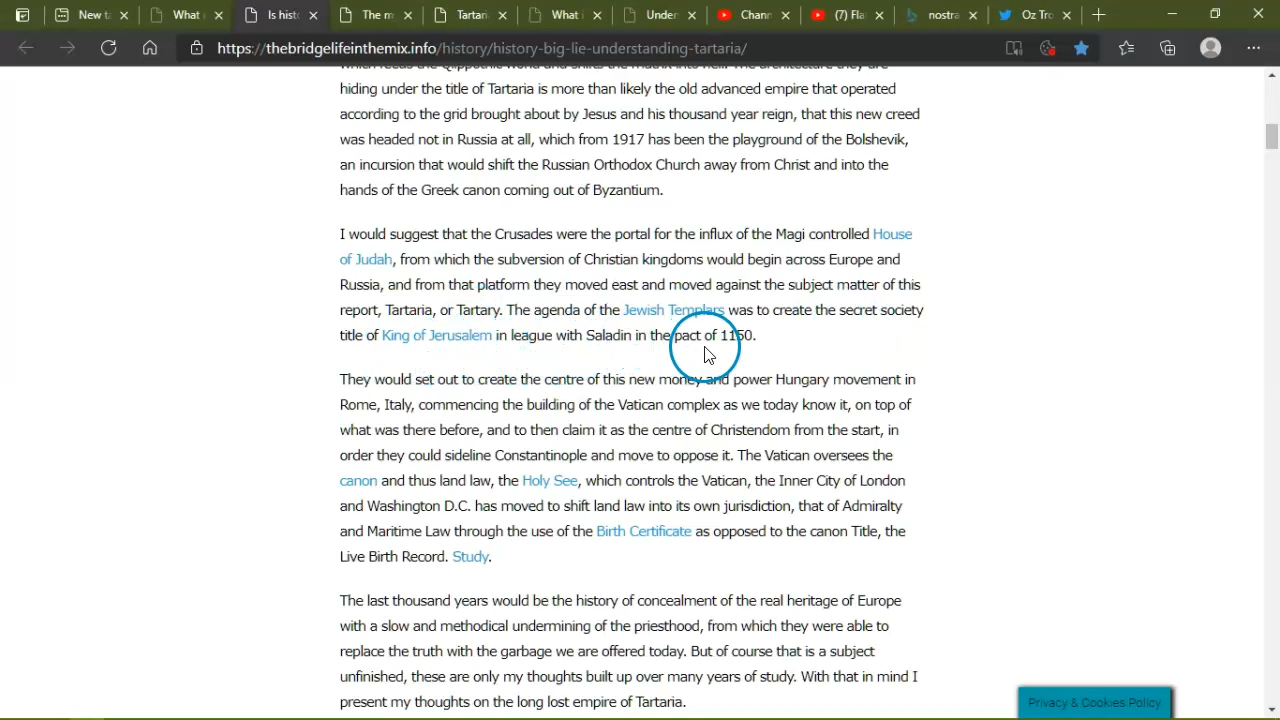 New ta
What i
Is histo
The m
Tartari
What i
Under
Chann
(7) Fla
nostra
Oz Tro
https://thebridgelifeinthemix.info/history/history-big-lie-understanding-tartaria/
hiding under the title of Tartaria is more than likely the old advanced empire that operated
according to the grid brought about by Jesus and his thousand year reign, that this new creed
was headed not in Russia at all, which from 1917 has been the playground of the Bolshevik,
an incursion that would shift the Russian Orthodox Church away from Christ and into the
hands of the Greek canon coming out of Byzantium.
I would suggest that the Crusades were the portal for the influx of the Magi controlled House
of Judah, from which the subversion of Christian kingdoms would begin across Europe and
Russia, and from that platform they moved east and moved against the subject matter of this
report, Tartaria, or Tartary. The agenda of the Jewish Templars was to create the secret society
title of King of Jerusalem in league with Saladin in the pact of 1150.
They would set out to create the centre of this new money and power Hungary movement in
Rome, Italy, commencing the building of the Vatican complex as we today know it, on top of
what was there before, and to then claim it as the centre of Christendom from the start, in
order they could sideline Constantinople and move to oppose it. The Vatican oversees the
canon and thus land law, the Holy See, which controls the Vatican, the Inner City of London
and Washington D.C. has moved to shift land law into its own jurisdiction, that of Admiralty
and Maritime Law through the use of the Birth Certificate as opposed to the canon Title, the
Live Birth Record. Study.
The last thousand years would be the history of concealment of the real heritage of Europe
with a slow and methodical undermining of the priesthood, from which they were able to
replace the truth with the garbage we are offered today. But of course that is a subject
unfinished, these are only my thoughts built up over many years of study. With that in mind I
present my thoughts on the long lost empire of Tartaria.
Privacy & Cookies Policy